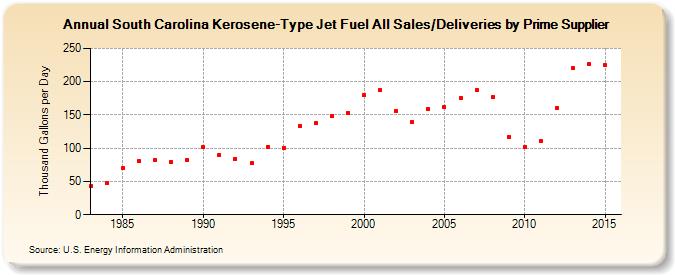 Annual South Carolina Kerosene-Type Jet Fuel All Sales/Deliveries by Prime Supplier
Thousand Gallons per Day
250
200
150
100
50
0
1985 1990 1995 2000 2005 2010 2015
Source: U.S. Energy Information Administration